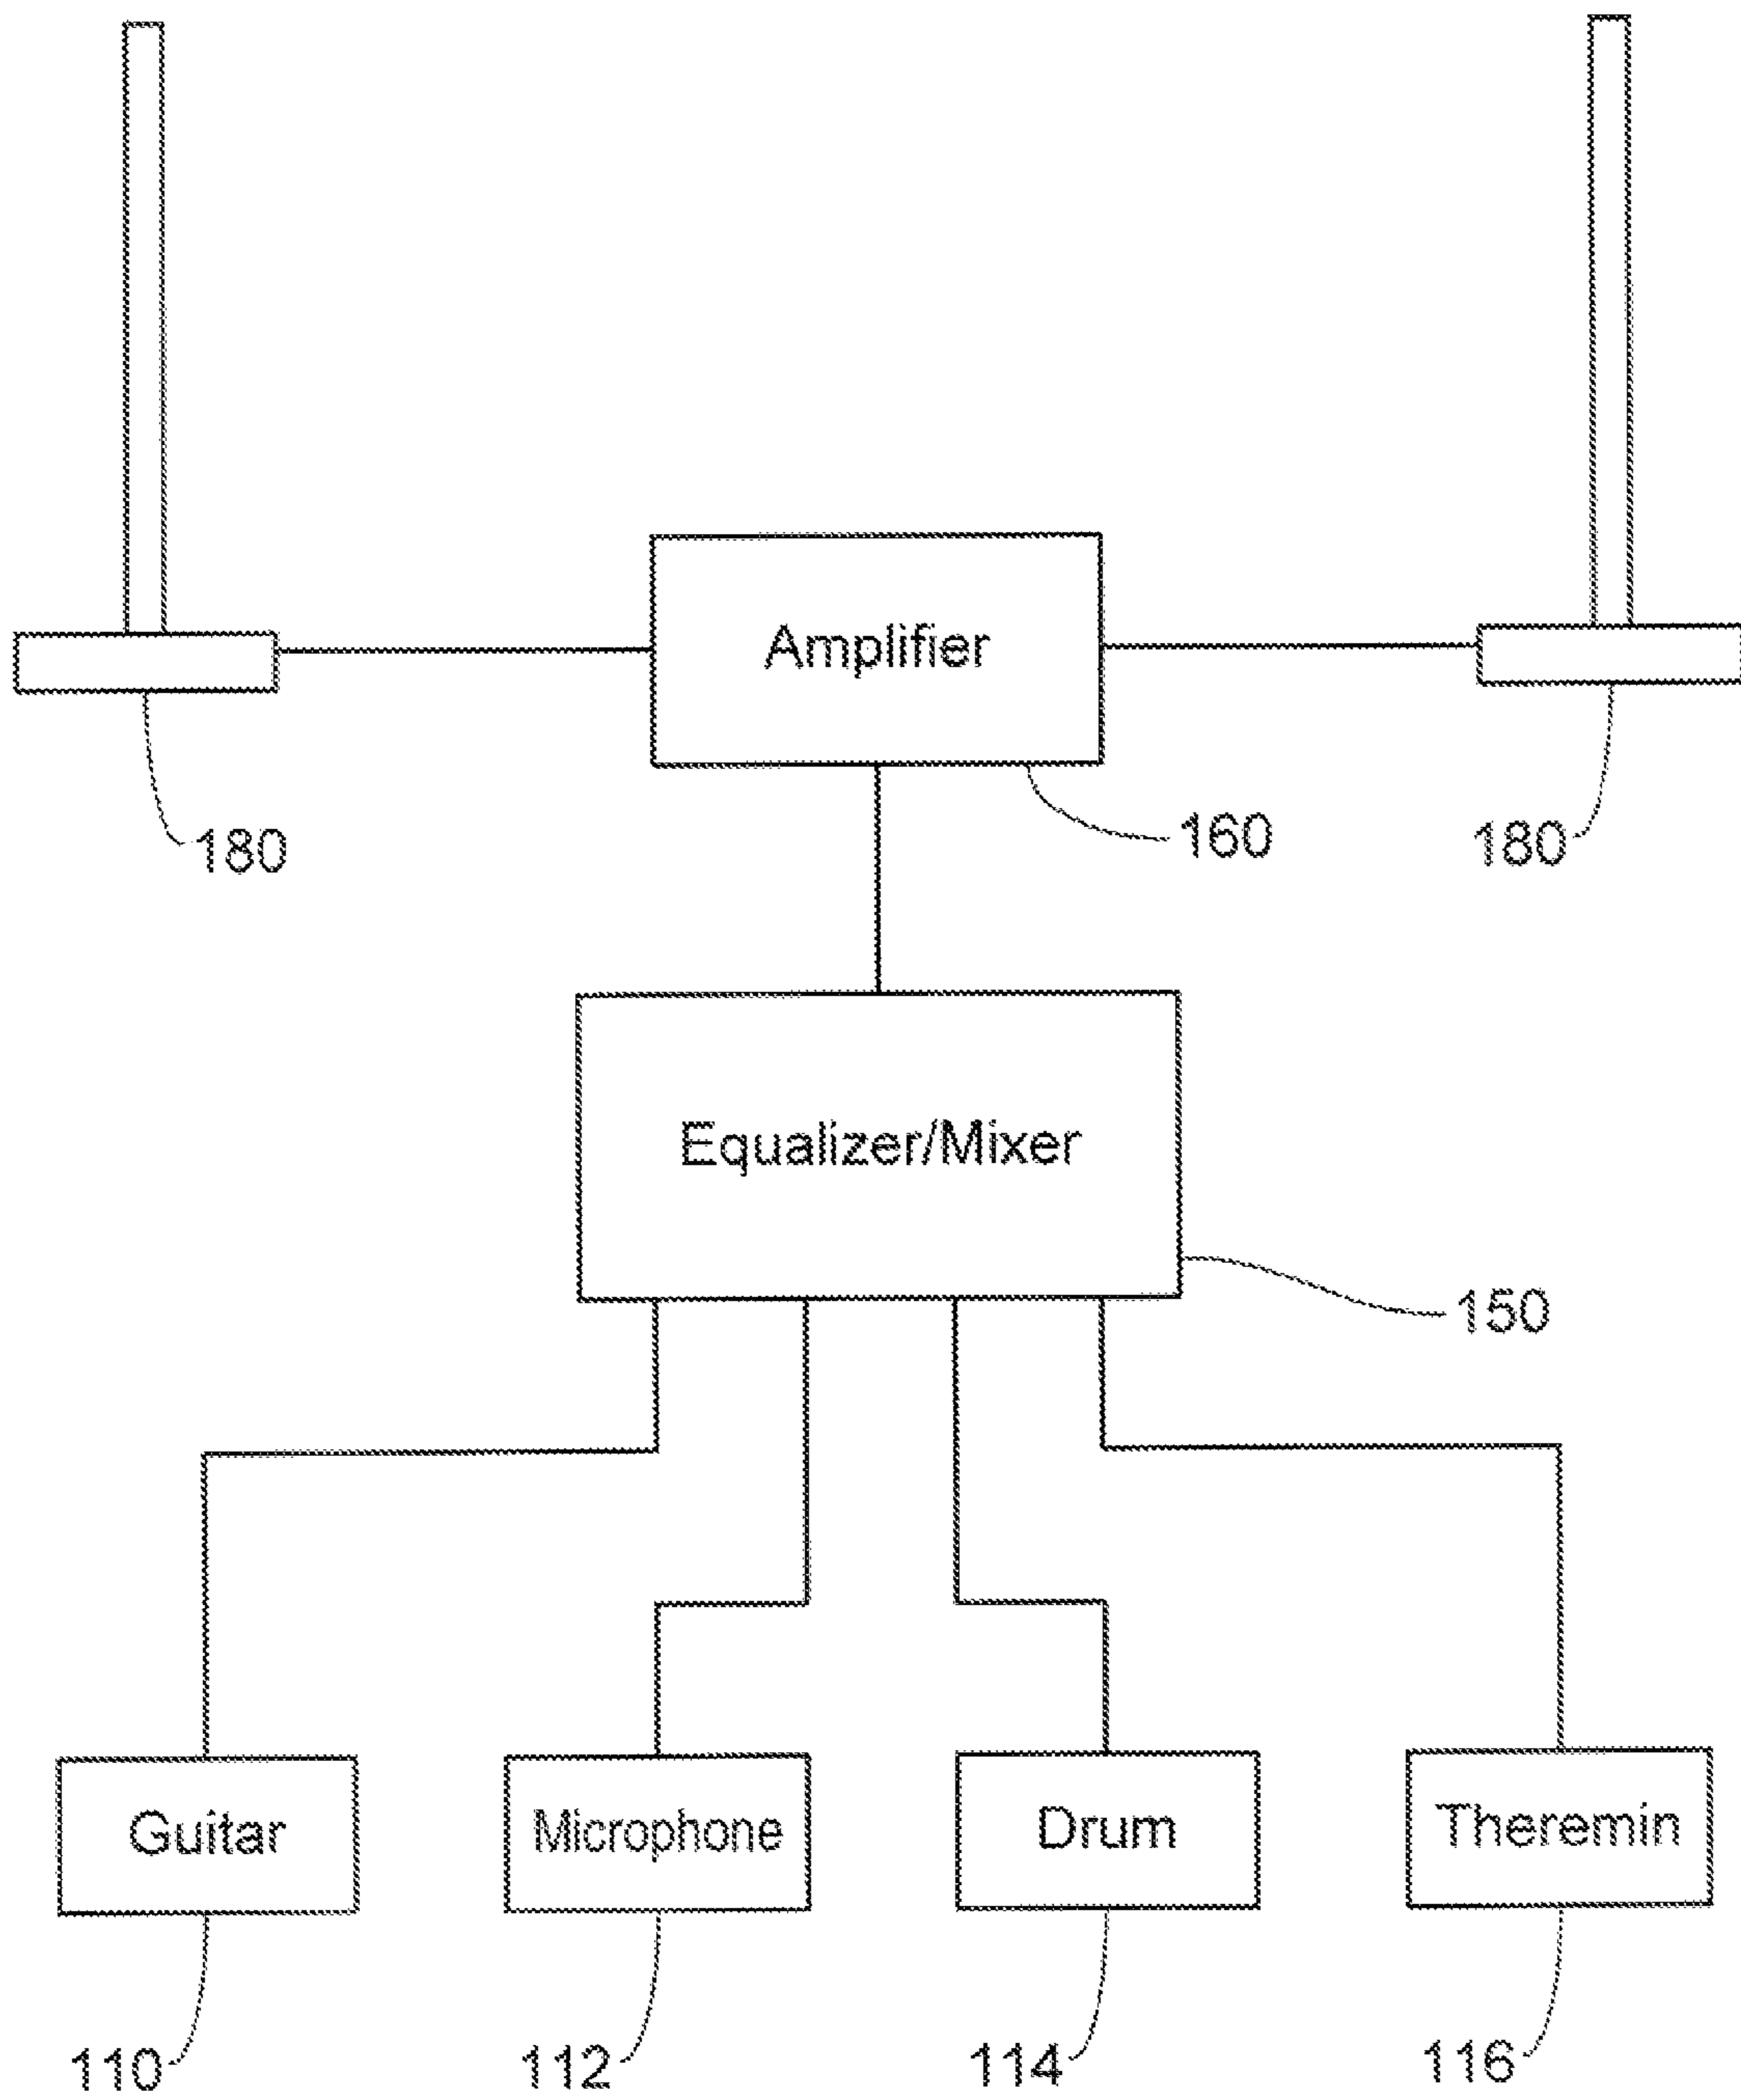 Amplifier
180
160
180
Equalizer/Mixer
150
Guitar
Microphone
Drum
Theremin
110
112
114
116